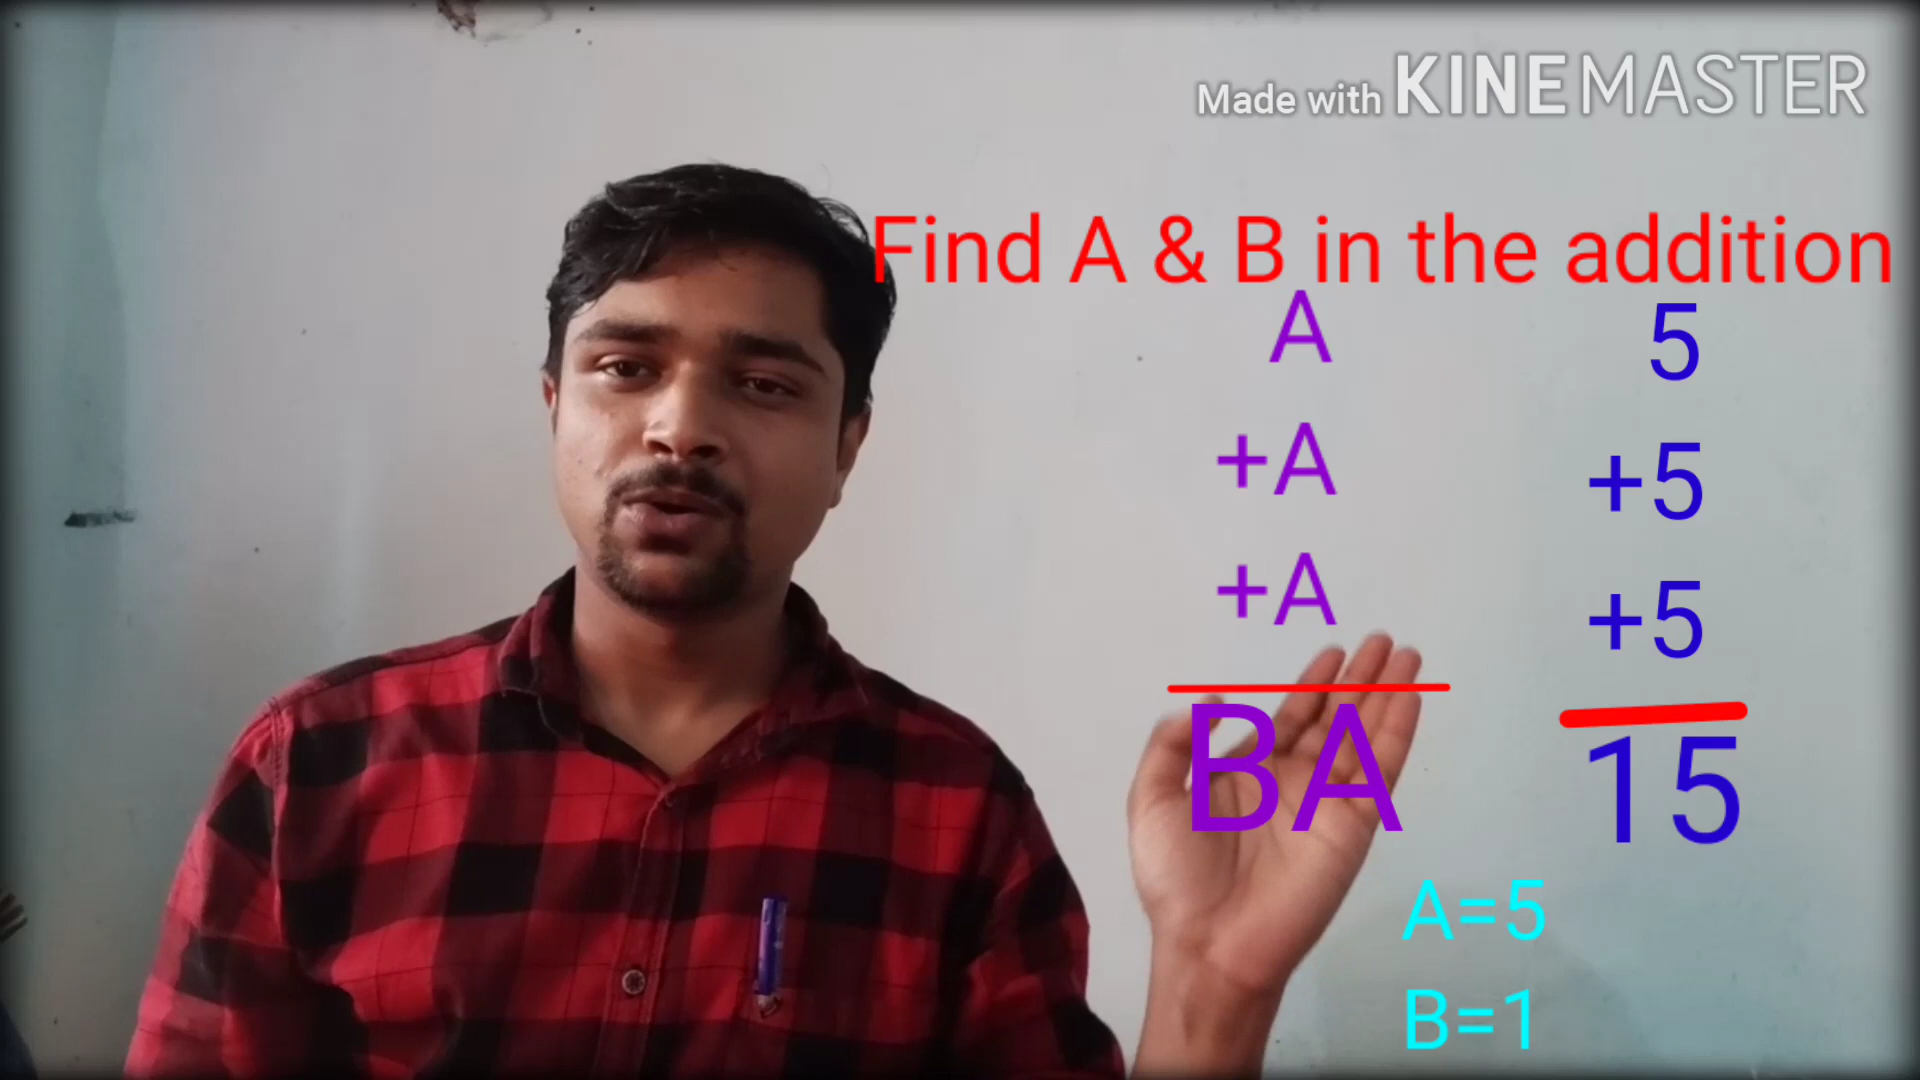 Made with KINEMASTER
Find A & B in the addition
A
+A
+A
BA
5
+5
+5
15
A=5
B=1